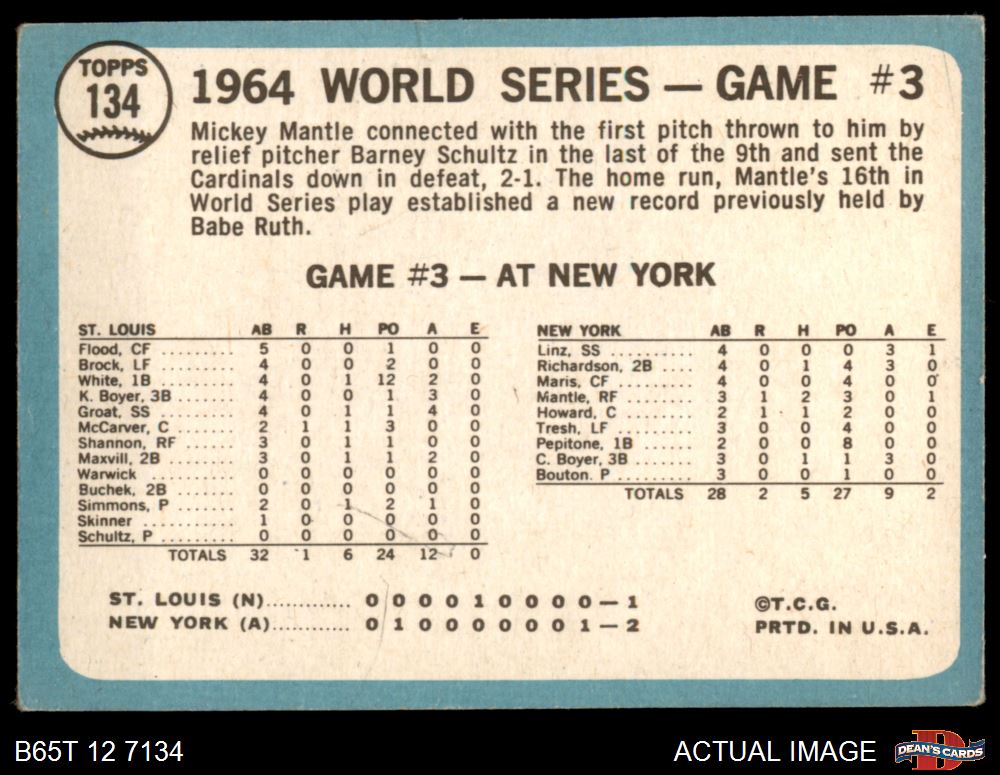 TOPPS
134
1964 WORLD SERIES — GAME #3
Mickey Mantle connected with the first pitch thrown to him by
relief pitcher Barney Schultz in the last of the 9th and sent the
Cardinals down in defeat, 2-1. The home run, Mantle's 16th in
World Series play established a new record previously held by
Babe Ruth.
GAME #3 — AT NEW YORK
ST. LOUIS AB R H PO A E
Flood, CF .......... 5 0 0 1 0 0
Brock, LF .......... 4 0 0 2 0 0
White, 1B .......... 4 0 1 12 2 0
K. Boyer, 3B ........ 4 0 0 1 3 0
Groat, SS .......... 4 0 1 1 4 0
McCarver, C ........ 2 1 1 3 0 0
Shannon, RF ....... 3 0 1 1 0 0
Maxvill, 2B ......... 3 0 1 1 2 0
Warwick ........... 0 0 0 0 0 0
Buchek, 2B ......... 0 0 0 0 0 0
Simmons, P ........ 2 0 1 2 1 0
Skinner ............ 1 0 0 0 0 0
Schultz, P .......... 0 0 0 0 0 0
TOTALS 32 1 6 24 12 0
NEW YORK AB R H PO A E
Linz, SS .......... 4 0 0 0 3 1
Richardson, 2B .... 4 0 1 4 3 0
Maris, CF ......... 4 0 0 4 0 0
Mantle, RF ........ 3 1 2 3 0 1
Howard, C ........ 2 1 1 2 0 0
Tresh, LF ......... 3 0 0 4 0 0
Pepitone, 1B ...... 2 0 0 8 0 0
C. Boyer, 3B ...... 3 0 1 1 3 0
Bouton. P ......... 3 0 0 1 0 0
TOTALS 28 2 5 27 9 2
ST. LOUIS (N)............. 0 0 0 0 1 0 0 0 0 — 1
NEW YORK (A)............ 0 1 0 0 0 0 0 0 1 — 2
©T.C.G.
PRTD. IN U.S.A.
B65T 12 7134
ACTUAL IMAGE
DEAN'S CARDS